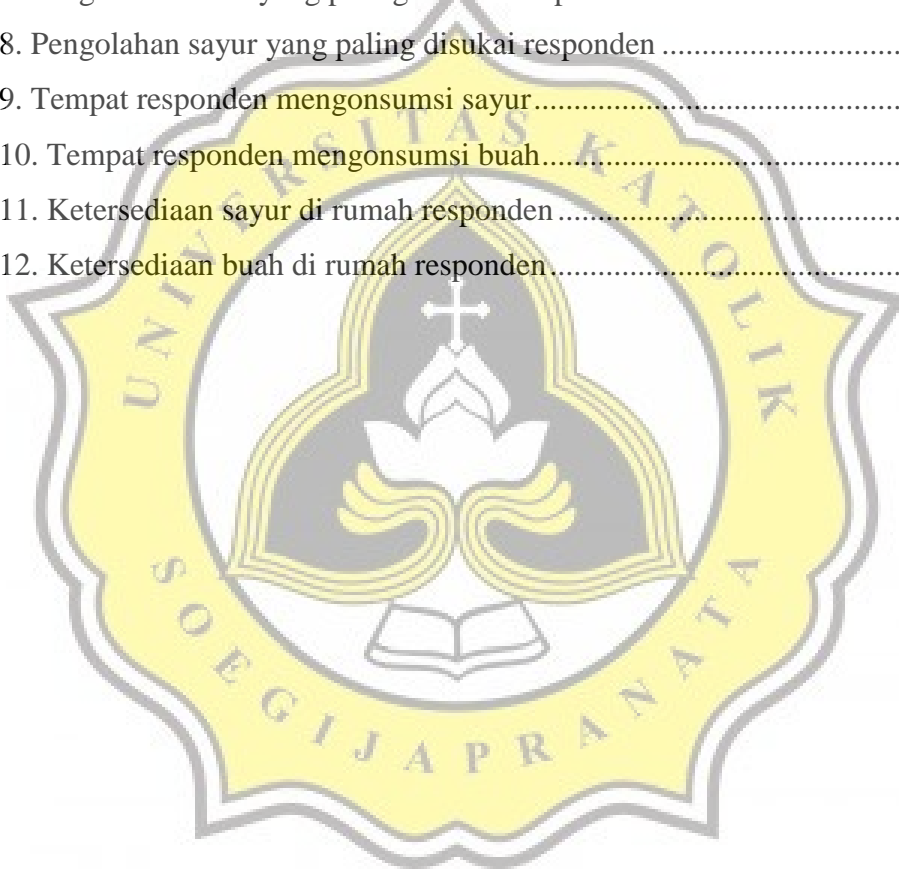 8. Pengolahan sayur yang paling disukai responden ..............................
9. Tempat responden mengonsumsi sayur..............................................
10. Tempat responden mengonsumsi buah.............................................
11. Ketersediaan sayur di rumah responden ...........................................
12. Ketersediaan buah di rumah responden............................................
UNIVERSITAS KATOLIK
SOEGIJAPRANATA